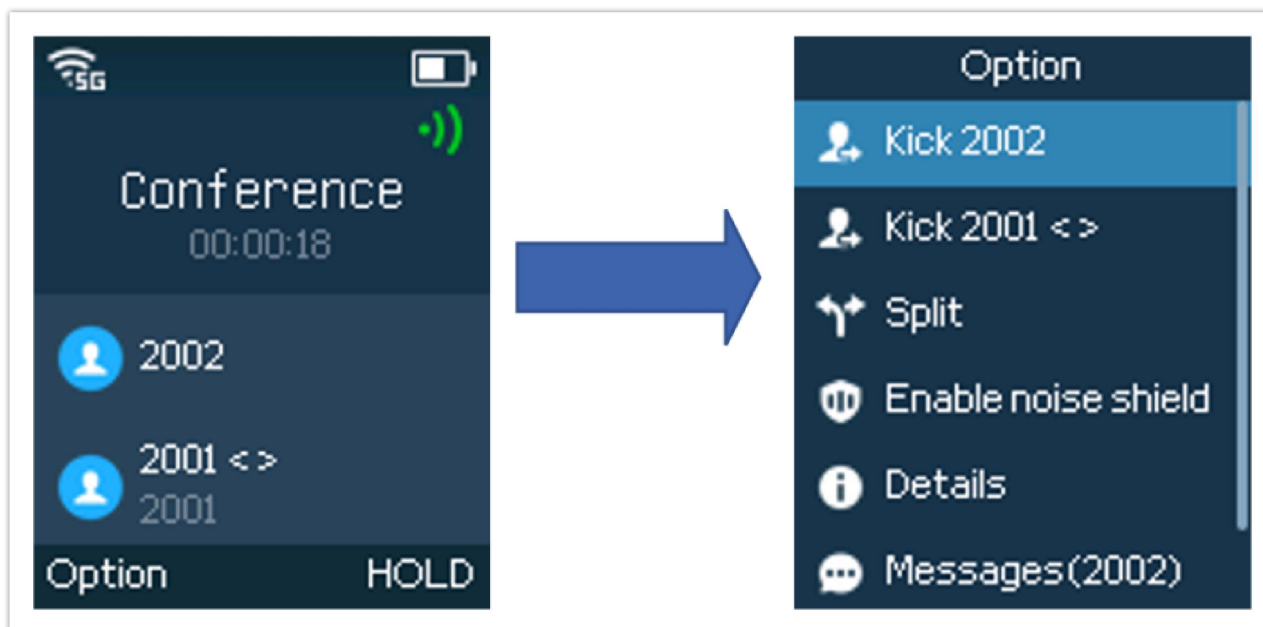 5G
Conference
00:00:18
2002
2001 < >
2001
Option
HOLD
Option
Kick 2002
Kick 2001 < >
Split
Enable noise shield
Details
Messages(2002)